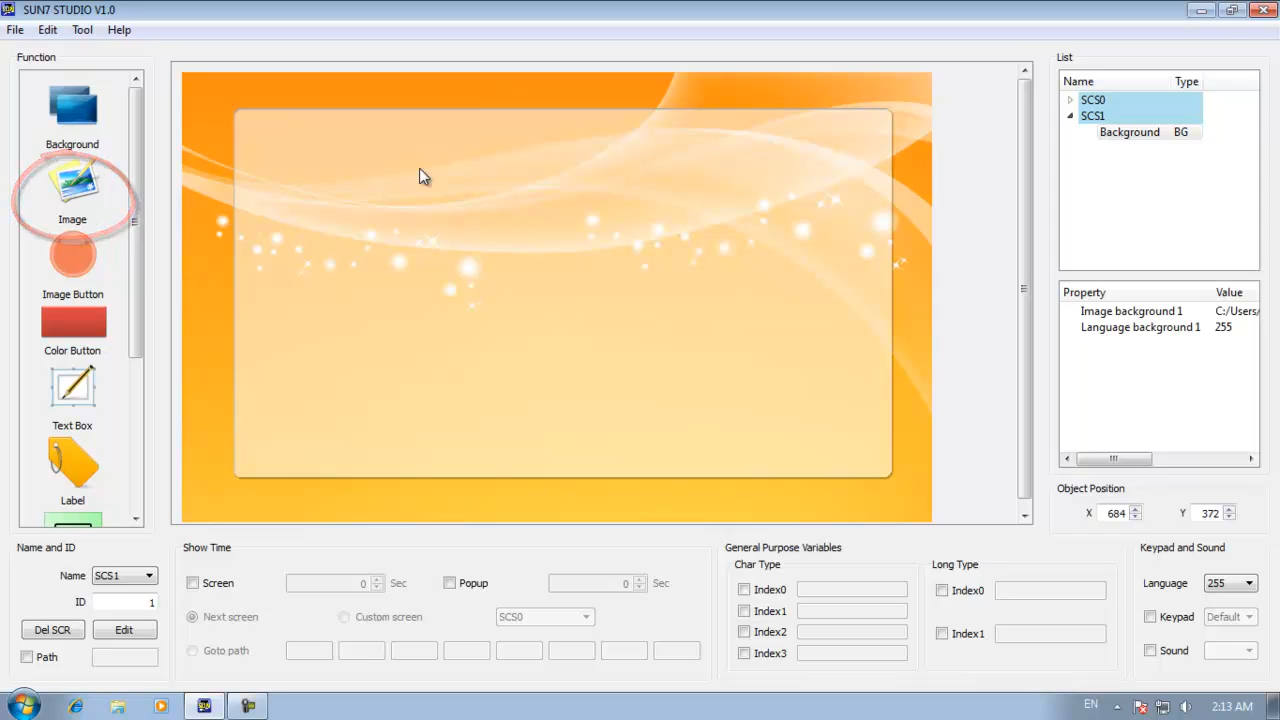 SUN7 STUDIO V1.0
File Edit Tool Help
Function
Background
Image
Image Button
Color Button
Text Box
Label
List
Name Type
SCS0
SCS1
Background BG
Property Value
Image background 1 C:/Users/
Language background 1 255
Object Position
X 684 Y 372
Name and ID
Name SCS1
ID 1
Del SCR Edit
Path
Show Time
Screen 0 Sec Popup 0 Sec
Next screen Custom screen SCS0
Goto path
General Purpose Variables
Char Type
Index0
Index1
Index2
Index3
Long Type
Index0
Index1
Keypad and Sound
Language 255
Keypad Default
Sound
EN 2:13 AM